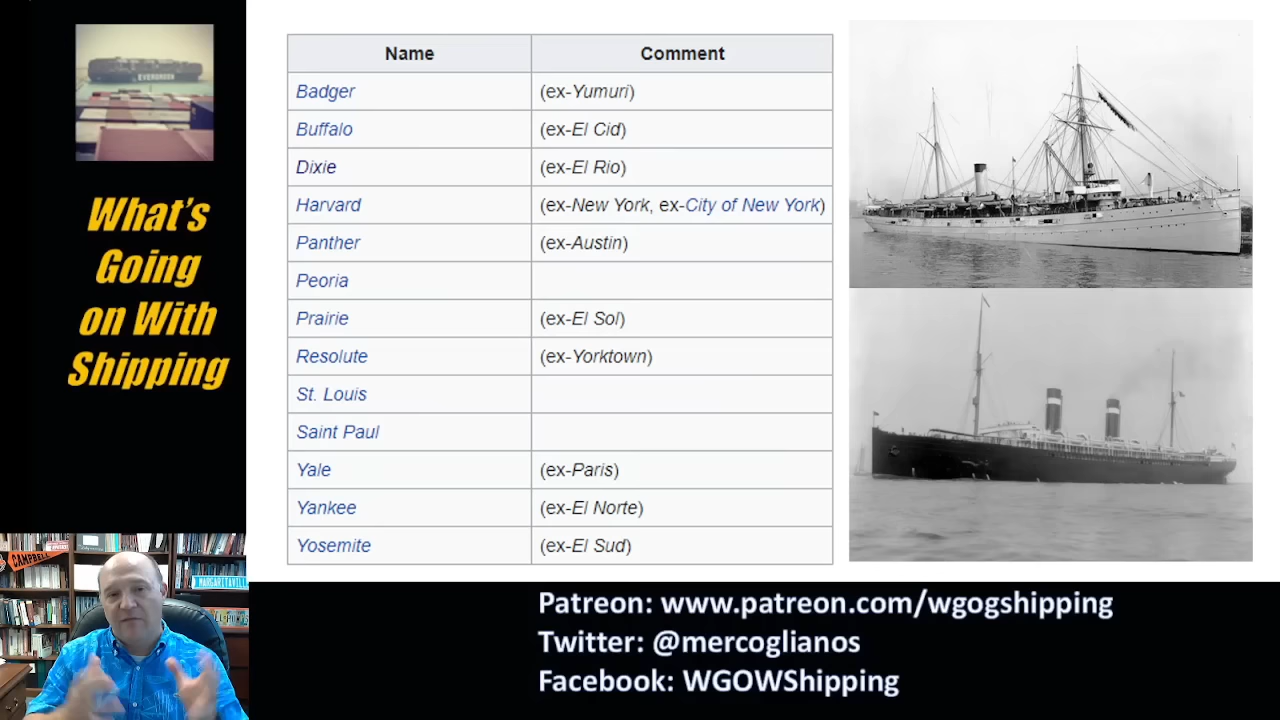 EVERGREEN
What's
Going
on With
Shipping
Name Comment
Badger (ex-Yumuri)
Buffalo (ex-El Cid)
Dixie (ex-El Rio)
Harvard (ex-New York, ex-City of New York)
Panther (ex-Austin)
Peoria
Prairie (ex-El Sol)
Resolute (ex-Yorktown)
St. Louis
Saint Paul
Yale (ex-Paris)
Yankee (ex-El Norte)
Yosemite (ex-El Sud)
CAMPBELL
MARGARITAVILL
Patreon: www.patreon.com/wgogshipping
Twitter: @mercoglianos
Facebook: WGOWShipping